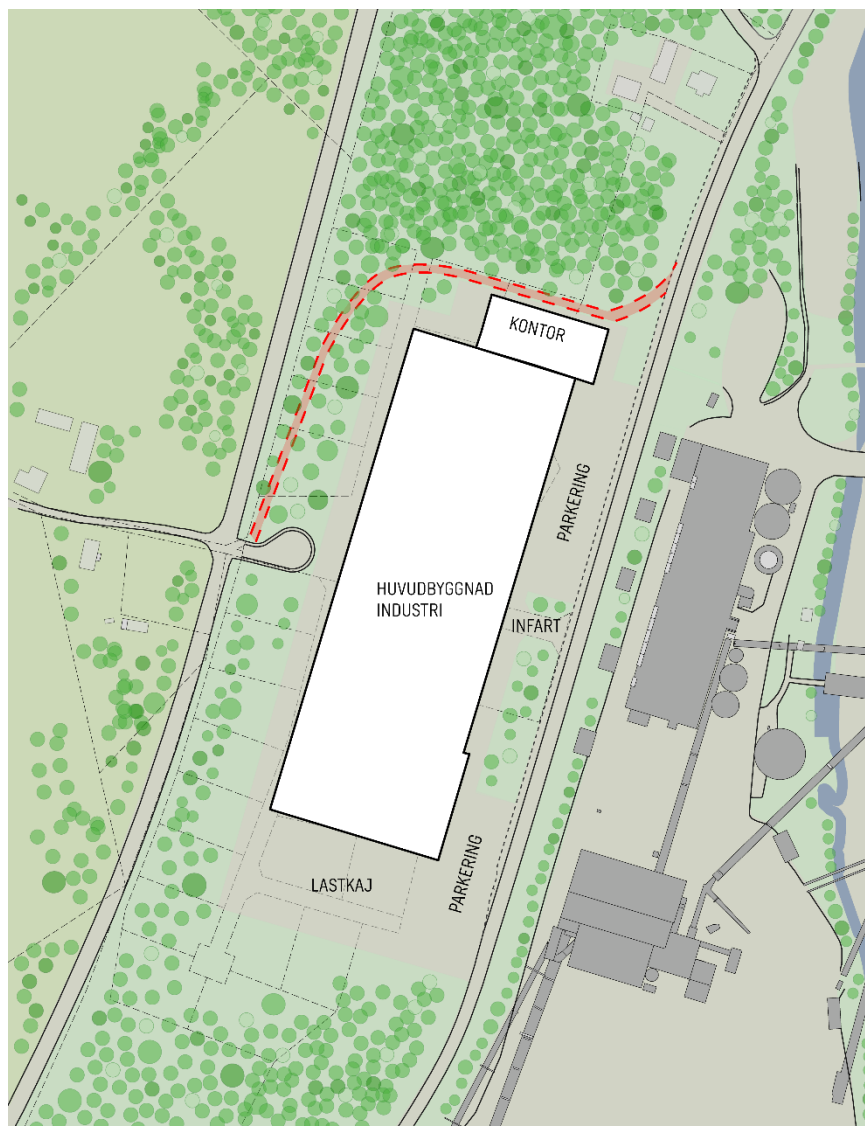 KONTOR
PARKERING
HUVUDBYGGNAD
INDUSTRI
INFART
PARKERING
LASTKAJ